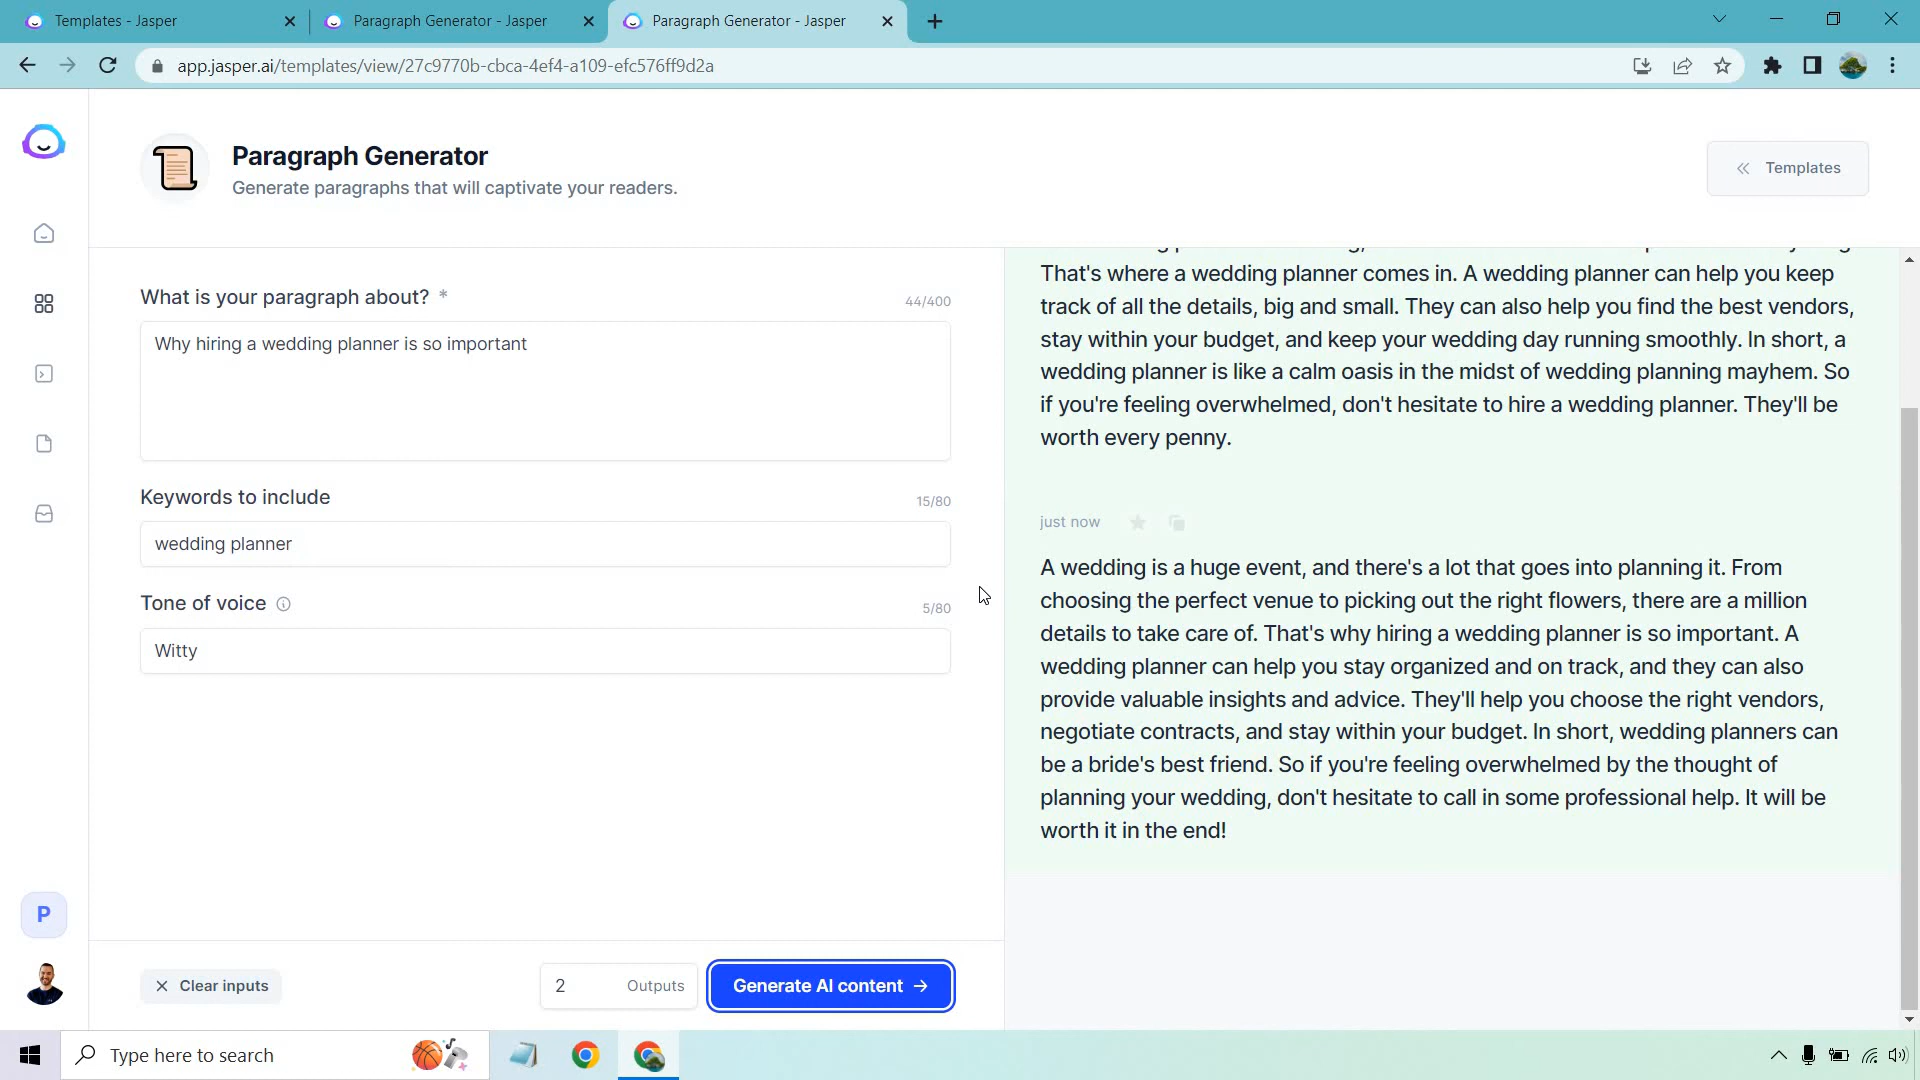 Templates - Jasper
Paragraph Generator - Jasper
Paragraph Generator - Jasper
app.jasper.ai/templates/view/27c9770b-cbca-4ef4-a109-efc576ff9d2a
Paragraph Generator
Generate paragraphs that will captivate your readers.
Templates
What is your paragraph about? *
44/400
Why hiring a wedding planner is so important
Keywords to include
15/80
wedding planner
Tone of voice
5/80
Witty
Clear inputs
2 Outputs
Generate AI content
That's where a wedding planner comes in. A wedding planner can help you keep
track of all the details, big and small. They can also help you find the best vendors,
stay within your budget, and keep your wedding day running smoothly. In short, a
wedding planner is like a calm oasis in the midst of wedding planning mayhem. So
if you're feeling overwhelmed, don't hesitate to hire a wedding planner. They'll be
worth every penny.
just now
A wedding is a huge event, and there's a lot that goes into planning it. From
choosing the perfect venue to picking out the right flowers, there are a million
details to take care of. That's why hiring a wedding planner is so important. A
wedding planner can help you stay organized and on track, and they can also
provide valuable insights and advice. They'll help you choose the right vendors,
negotiate contracts, and stay within your budget. In short, wedding planners can
be a bride's best friend. So if you're feeling overwhelmed by the thought of
planning your wedding, don't hesitate to call in some professional help. It will be
worth it in the end!
P
Type here to search